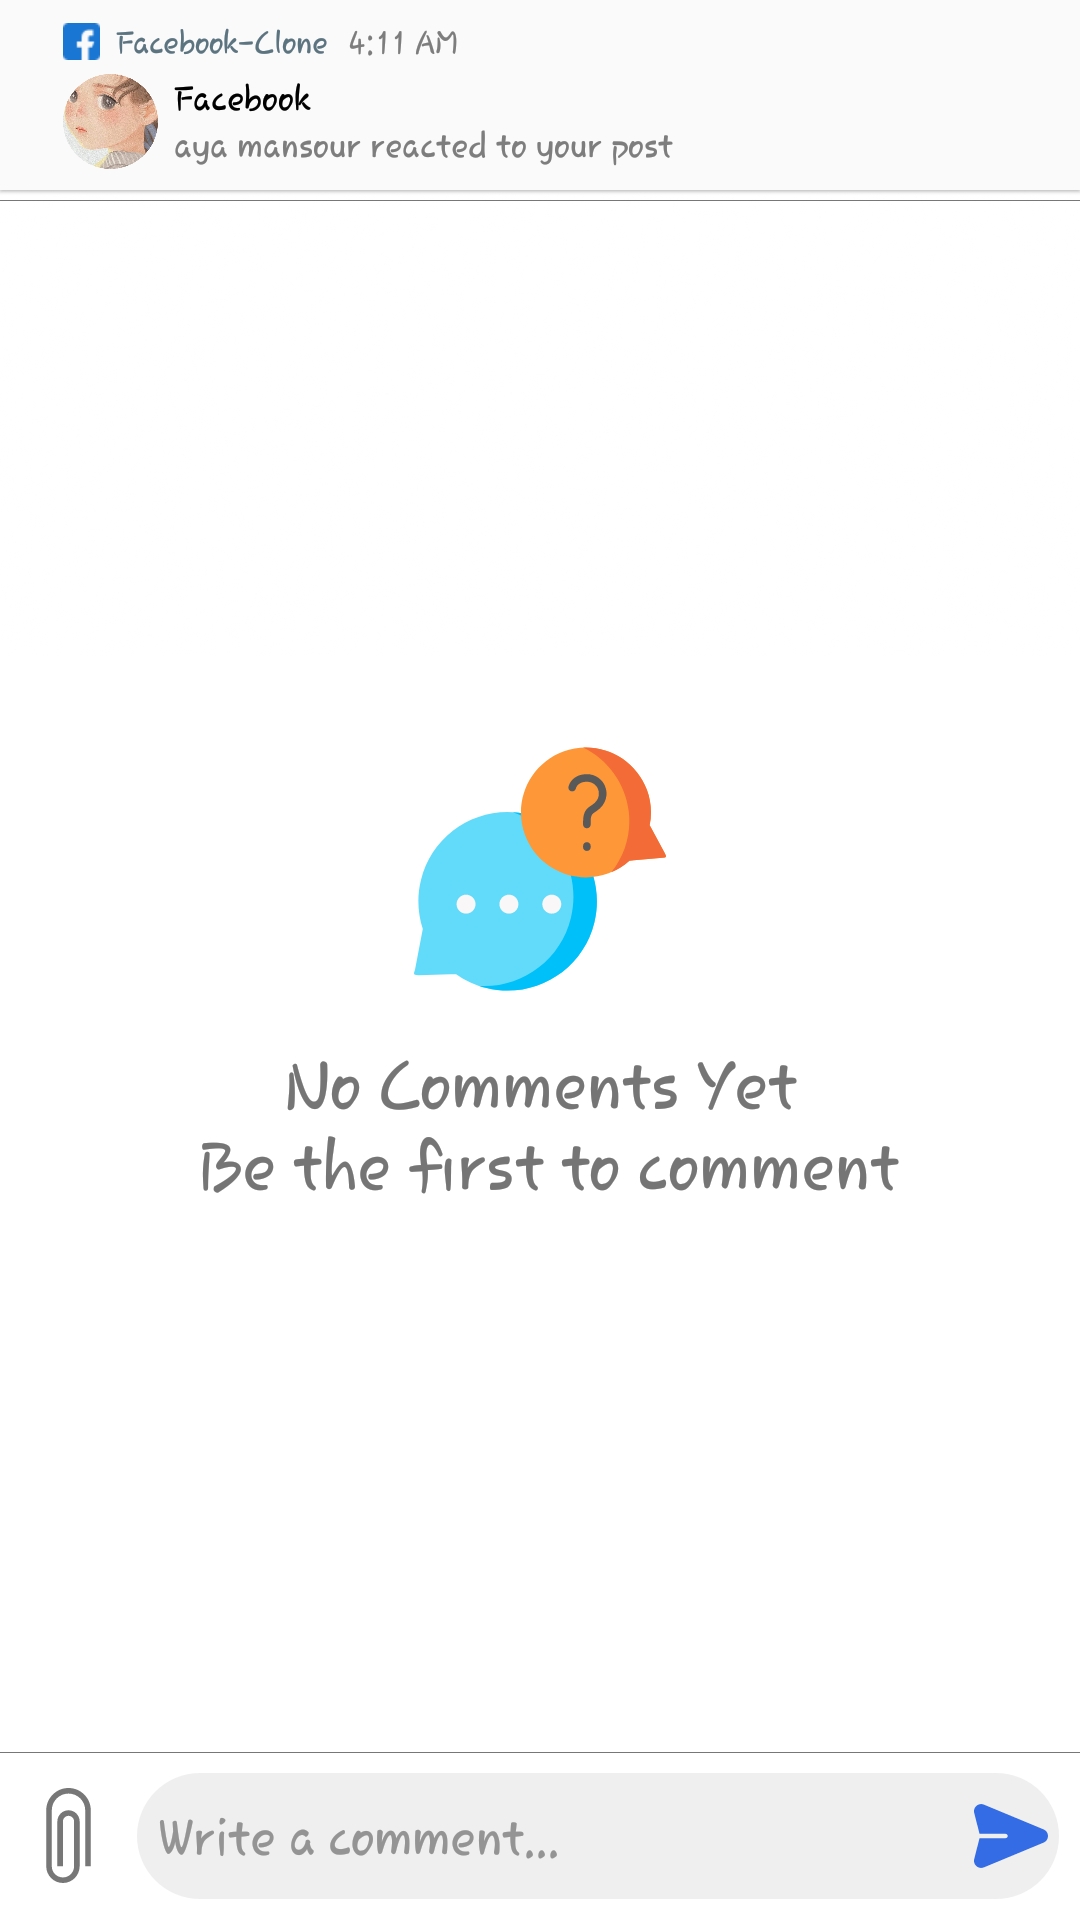 Facebook-Clone 4:11 AM
Facebook
aya mansour reacted to your post
?
No Comments Yet
Be the first to comment
Write a comment...